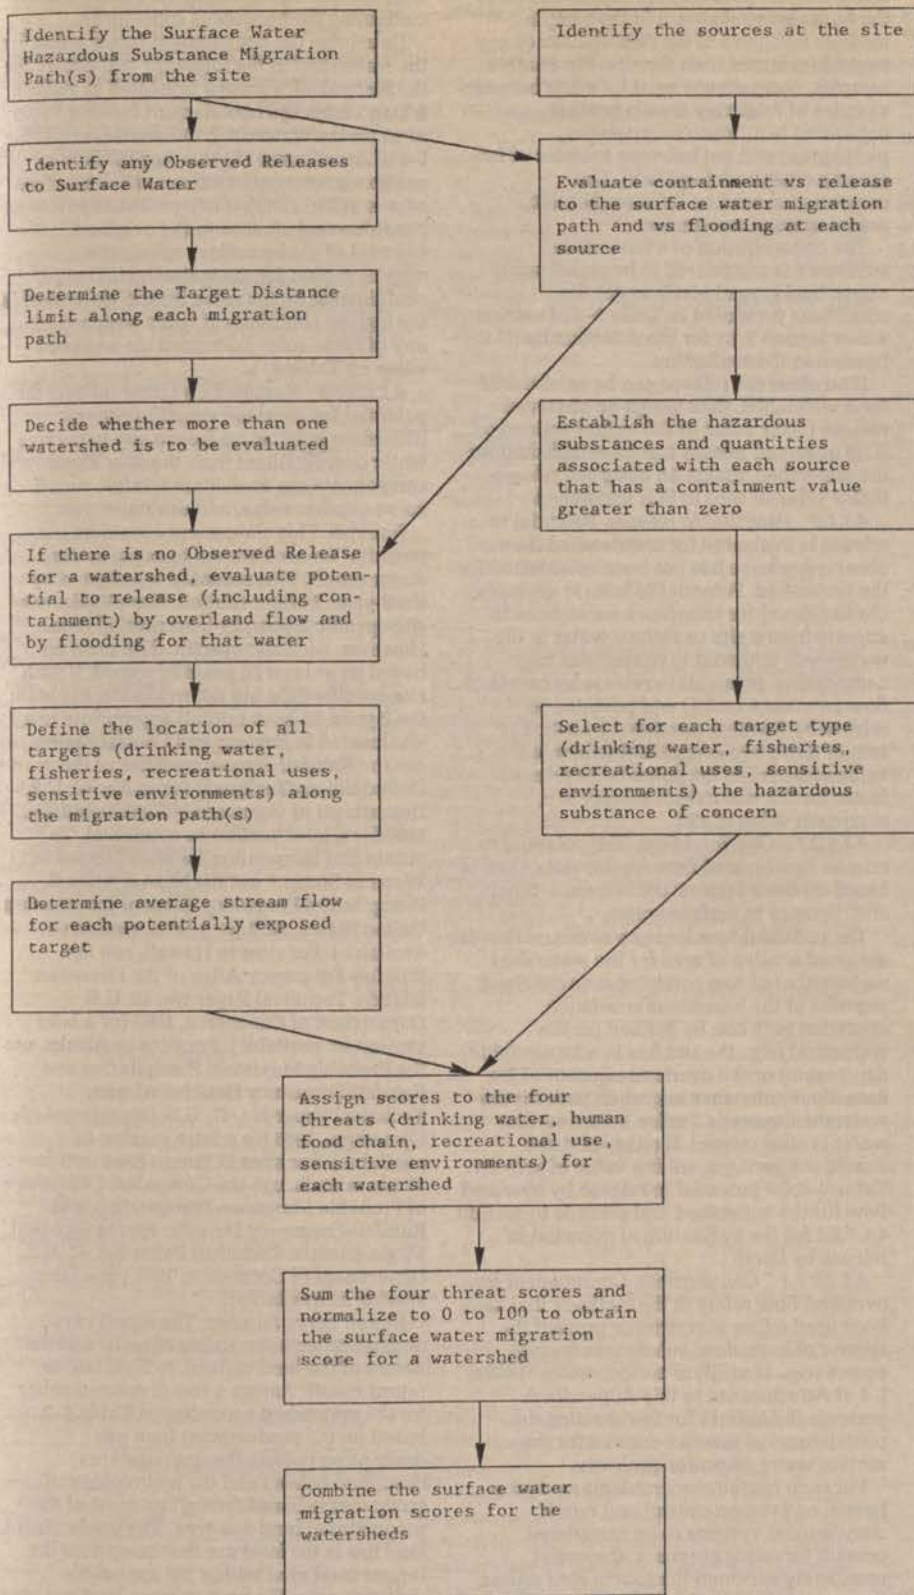 Identify the Surface Water
Hazardous Substance Migration
Path(s) from the site
Identify the sources at the site
Identify any Observed Releases
to Surface Water
Evaluate containment vs release
to the surface water migration
path and vs flooding at each
source
Determine the Target Distance
limit along each migration
path
Decide whether more than one
watershed is to be evaluated
Establish the hazardous
substances and quantities
associated with each source
that has a containment value
greater than zero
If there is no Observed Release
for a watershed, evaluate poten-
tial to release (including con-
tainment) by overland flow and
by flooding for that water
Define the location of all
targets (drinking water,
fisheries, recreational uses,
sensitive environments) along
the migration path(s)
Select for each target type
(drinking water, fisheries,
recreational uses, sensitive
environments) the hazardous
substance of concern
Determine average stream flow
for each potentially exposed
target
Assign scores to the four
threats (drinking water, human
food chain, recreational use,
sensitive environments) for
each watershed
Sum the four threat scores and
normalize to 0 to 100 to obtain
the surface water migration
score for a watershed
Combine the surface water
migration scores for the
watersheds